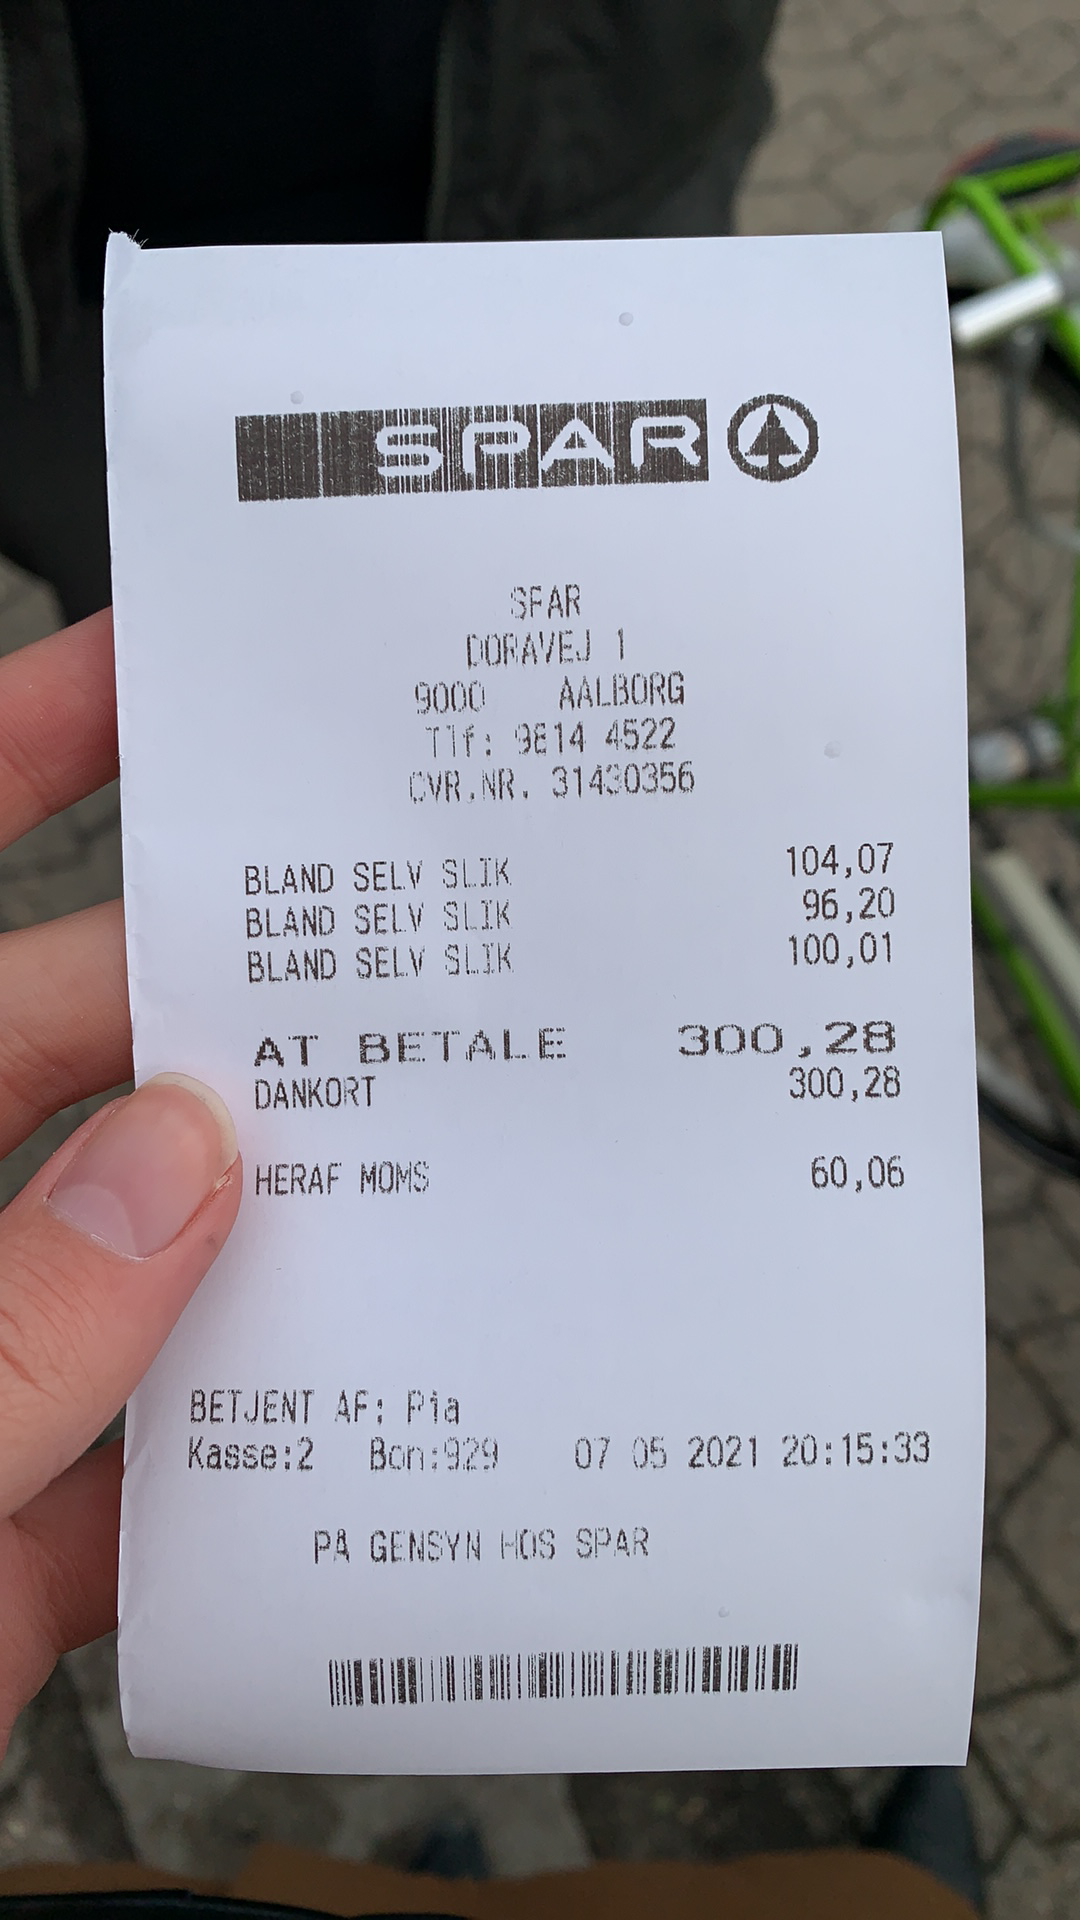 SPAR
SPAR
DORAVEJ 1
9000 AALBORG
Tlf: 9814 4522
CVR.NR. 31430356
BLAND SELV SLIK 104,07
BLAND SELV SLIK 96,20
BLAND SELV SLIK 100,01
AT BETALE 300,28
DANKORT 300,28
HERAF MOMS 60,06
BETJENT AF: Pia
Kasse:2 Bon:929 07 05 2021 20:15:33
PÅ GENSYN HOS SPAR